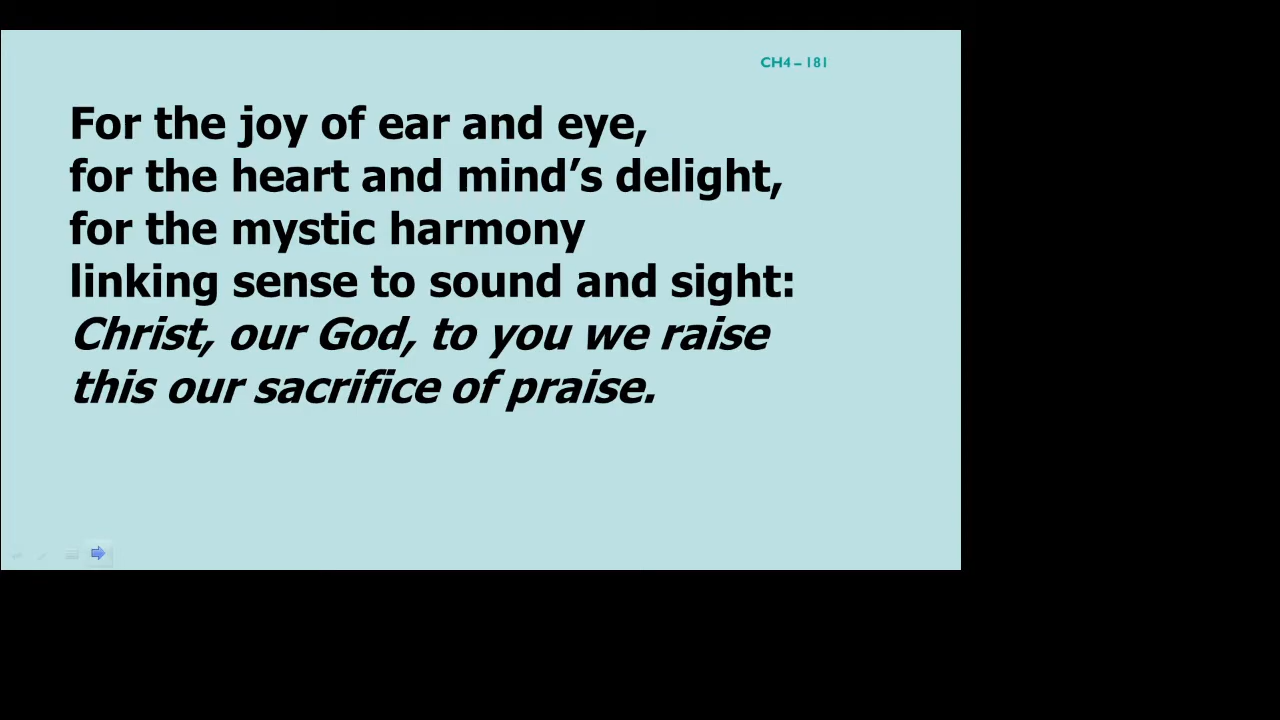 CH4 – 181
For the joy of ear and eye,
for the heart and mind’s delight,
for the mystic harmony
linking sense to sound and sight:
Christ, our God, to you we raise
this our sacrifice of praise.